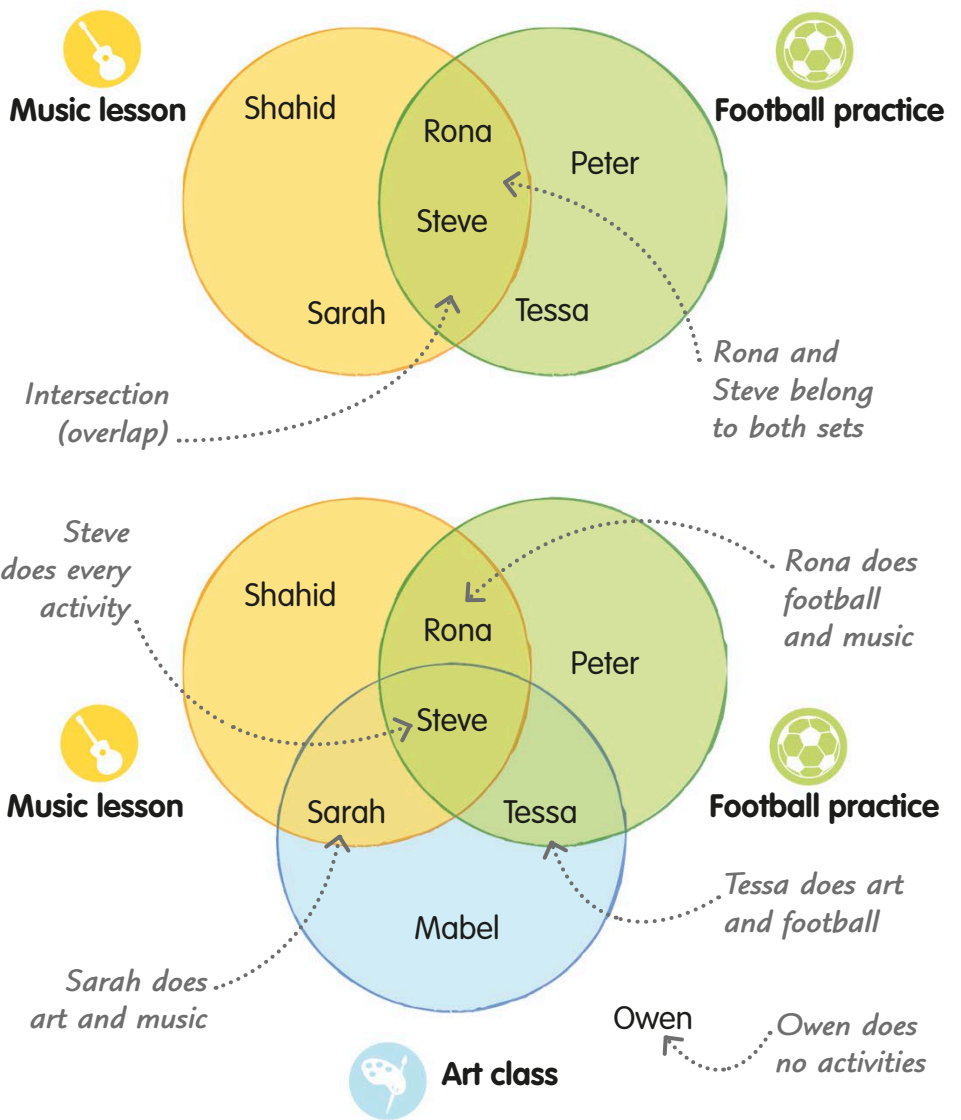 Music lesson
Football practice
Shahid
Rona
Peter
Steve
Sarah
Tessa
Intersection
(overlap)
Rona and
Steve belong
to both sets
Steve
does every
activity
Shahid
Rona
Peter
Steve
Rona does
football
and music
Music lesson
Football practice
Sarah
Tessa
Mabel
Tessa does art
and football
Sarah does
art and music
Owen
Owen does
no activities
Art class